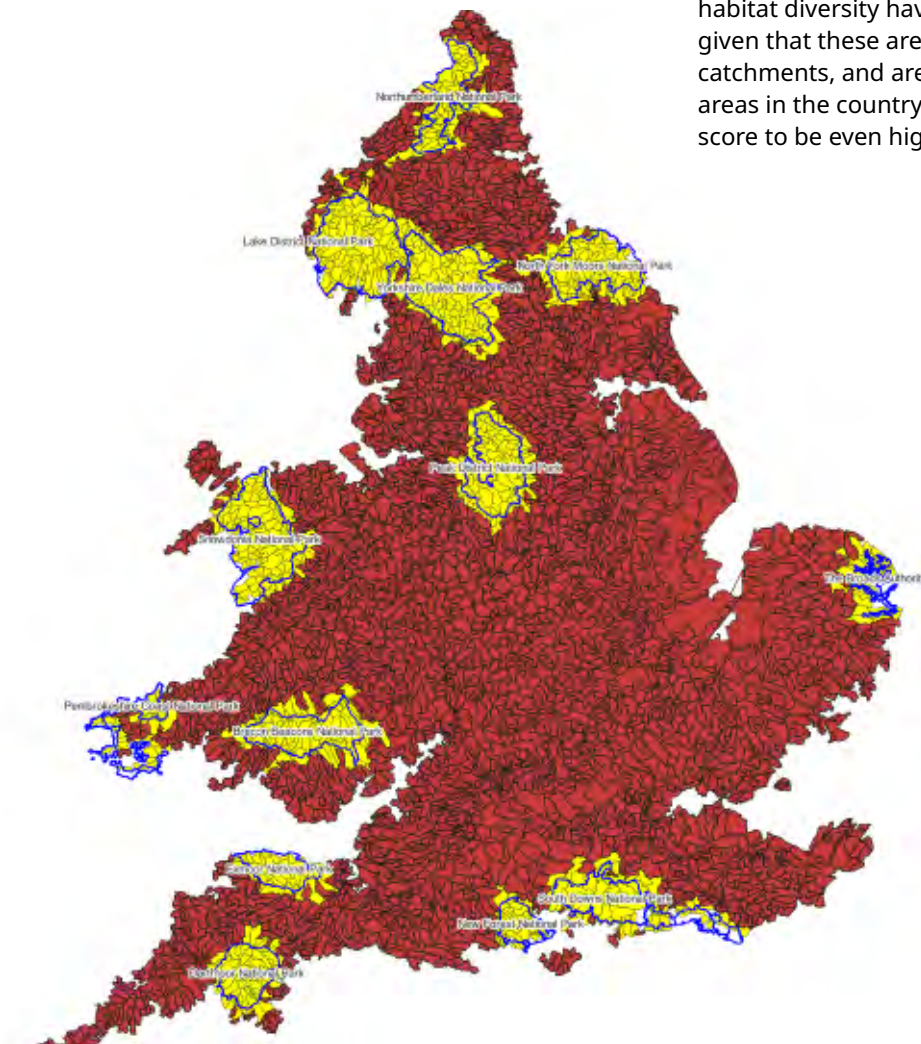 habitat diversity hav
given that these are
catchments, and are
areas in the country
score to be even hig
Northumberland National Park
Lake District National Park
North York Moors National Park
Yorkshire Dales National Park
Peak District National Park
Snowdonia National Park
The Broads Authorit
Pembrokeshire Coast National Park
Brecon Beacons National Park
Exmoor National Park
South Downs National Park
New Forest National Park
Dartmoor National Park